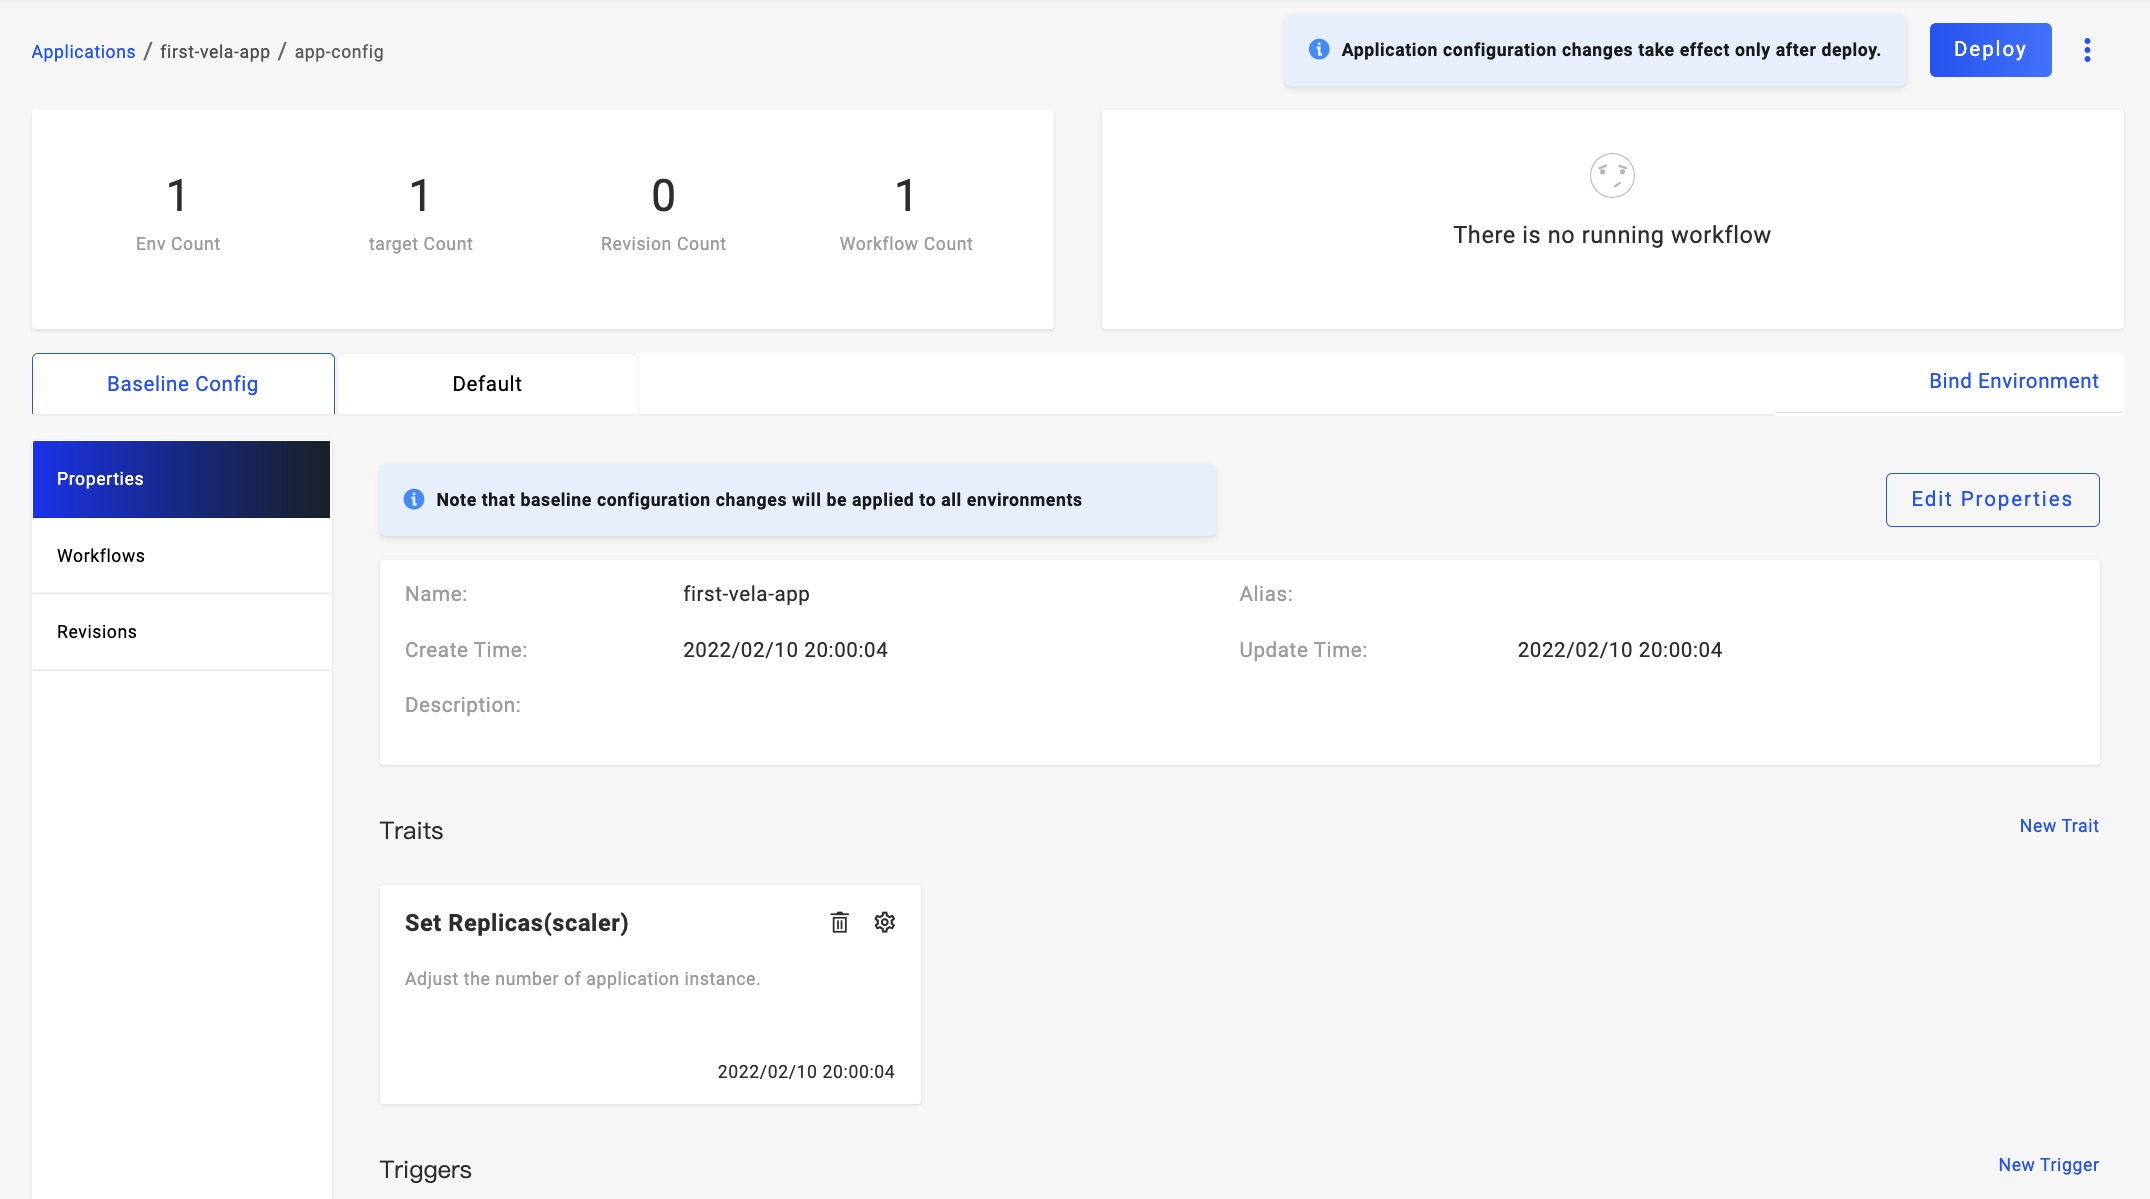 Applications / first-vela-app / app-config
Application configuration changes take effect only after deploy.
Deploy
1
Env Count
1
target Count
0
Revision Count
1
Workflow Count
There is no running workflow
Baseline Config
Default
Bind Environment
Properties
Workflows
Revisions
Note that baseline configuration changes will be applied to all environments
Edit Properties
Name: first-vela-app Alias:
Create Time: 2022/02/10 20:00:04 Update Time: 2022/02/10 20:00:04
Description:
Traits
New Trait
Set Replicas(scaler)
Adjust the number of application instance.
2022/02/10 20:00:04
Triggers
New Trigger